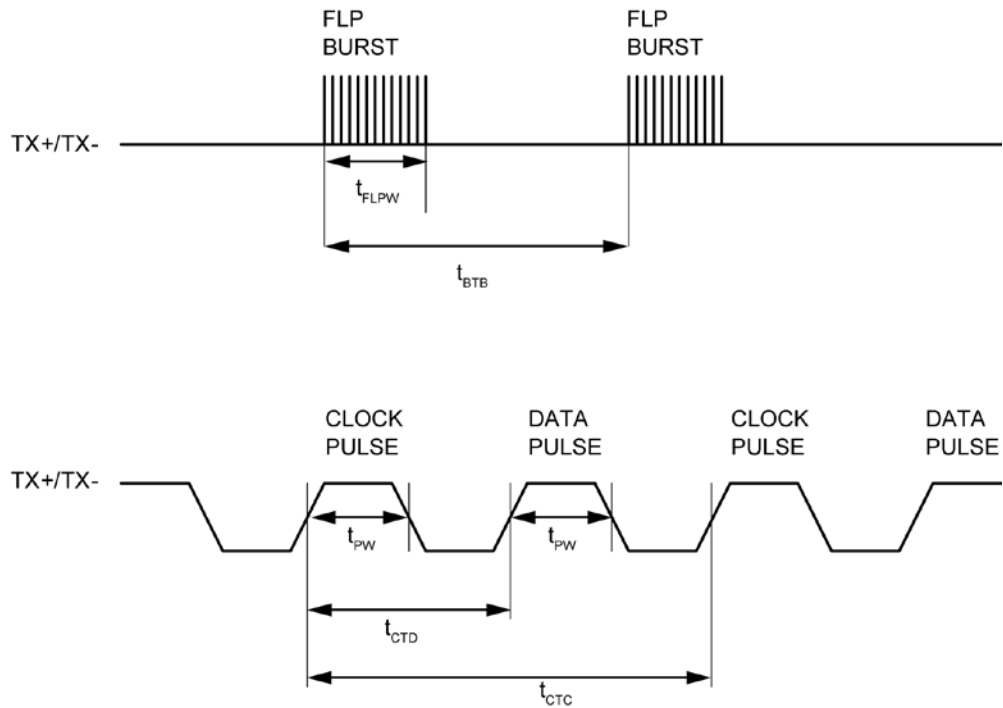 FLP
BURST
FLP
BURST
TX+/TX-
tFLPW
tBTB
CLOCK
PULSE
DATA
PULSE
CLOCK
PULSE
DATA
PULSE
TX+/TX-
tPW
tPW
tCTD
tCTC